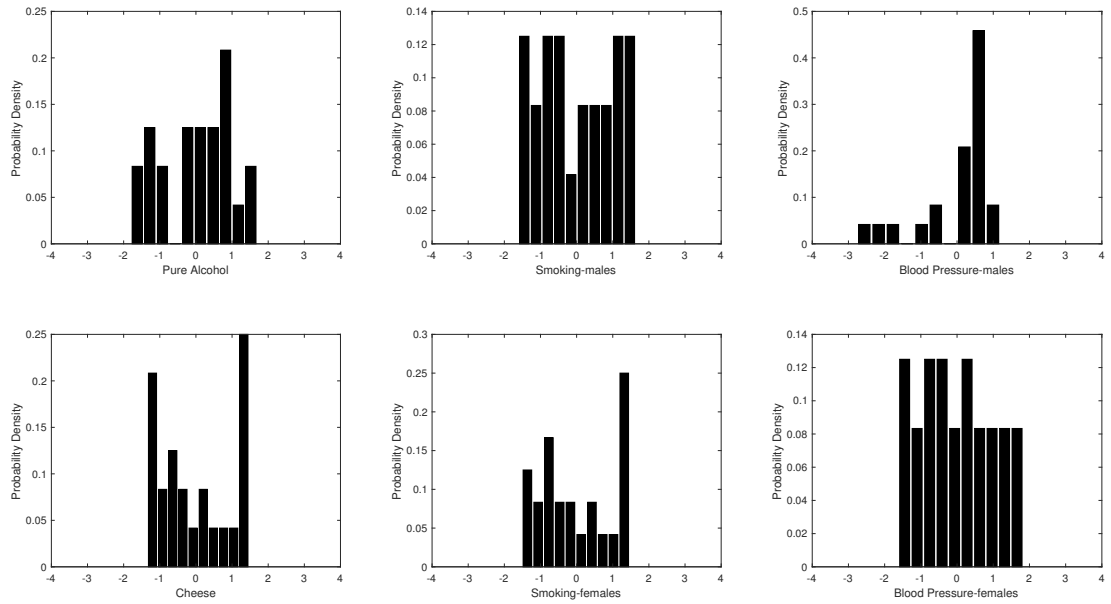 0.25
0.2
0.15
0.1
0.05
0
Probability Density
-4 -3 -2 -1 0 1 2 3 4
Pure Alcohol
0.14
0.12
0.1
0.08
0.06
0.04
0.02
0
Probability Density
-4 -3 -2 -1 0 1 2 3 4
Smoking-males
0.5
0.4
0.3
0.2
0.1
0
Probability Density
-4 -3 -2 -1 0 1 2 3 4
Blood Pressure-males
0.25
0.2
0.15
0.1
0.05
0
Probability Density
-4 -3 -2 -1 0 1 2 3 4
Cheese
0.3
0.25
0.2
0.15
0.1
0.05
0
Probability Density
-4 -3 -2 -1 0 1 2 3 4
Smoking-females
0.14
0.12
0.1
0.08
0.06
0.04
0.02
0
Probability Density
-4 -3 -2 -1 0 1 2 3 4
Blood Pressure-females